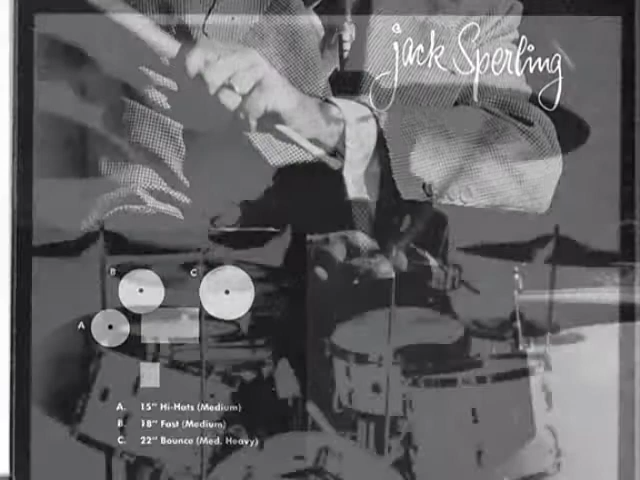 jack Sperling
B
C
A
A. 15" Hi-Hats (Medium)
B. 18" Fast (Medium)
C. 22" Bounce (Med. Heavy)